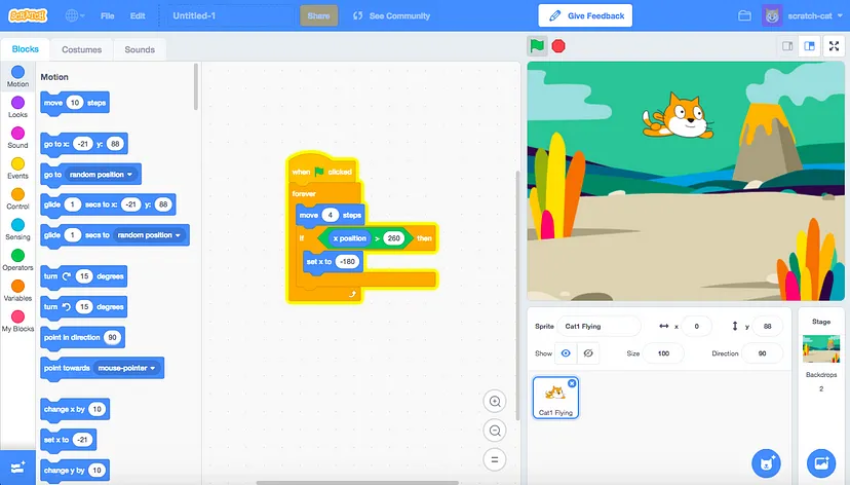 SCRATCH
File Edit Untitled-1 Share See Community Give Feedback scratch-cat
Blocks Costumes Sounds
Motion
Looks
Sound
Events
Control
Sensing
Operators
Variables
My Blocks
Motion
move 10 steps
go to x: -21 y: 88
go to random position
glide 1 secs to x: -21 y: 88
glide 1 secs to random position
turn 15 degrees
turn 15 degrees
point in direction 90
point towards mouse-pointer
change x by 10
set x to -21
change y by 10
when clicked
forever
move 4 steps
if x position > 260 then
set x to -180
Sprite Cat1 Flying x 0 y 88
Show Size 100 Direction 90
Cat1 Flying
Stage
Backdrops
2